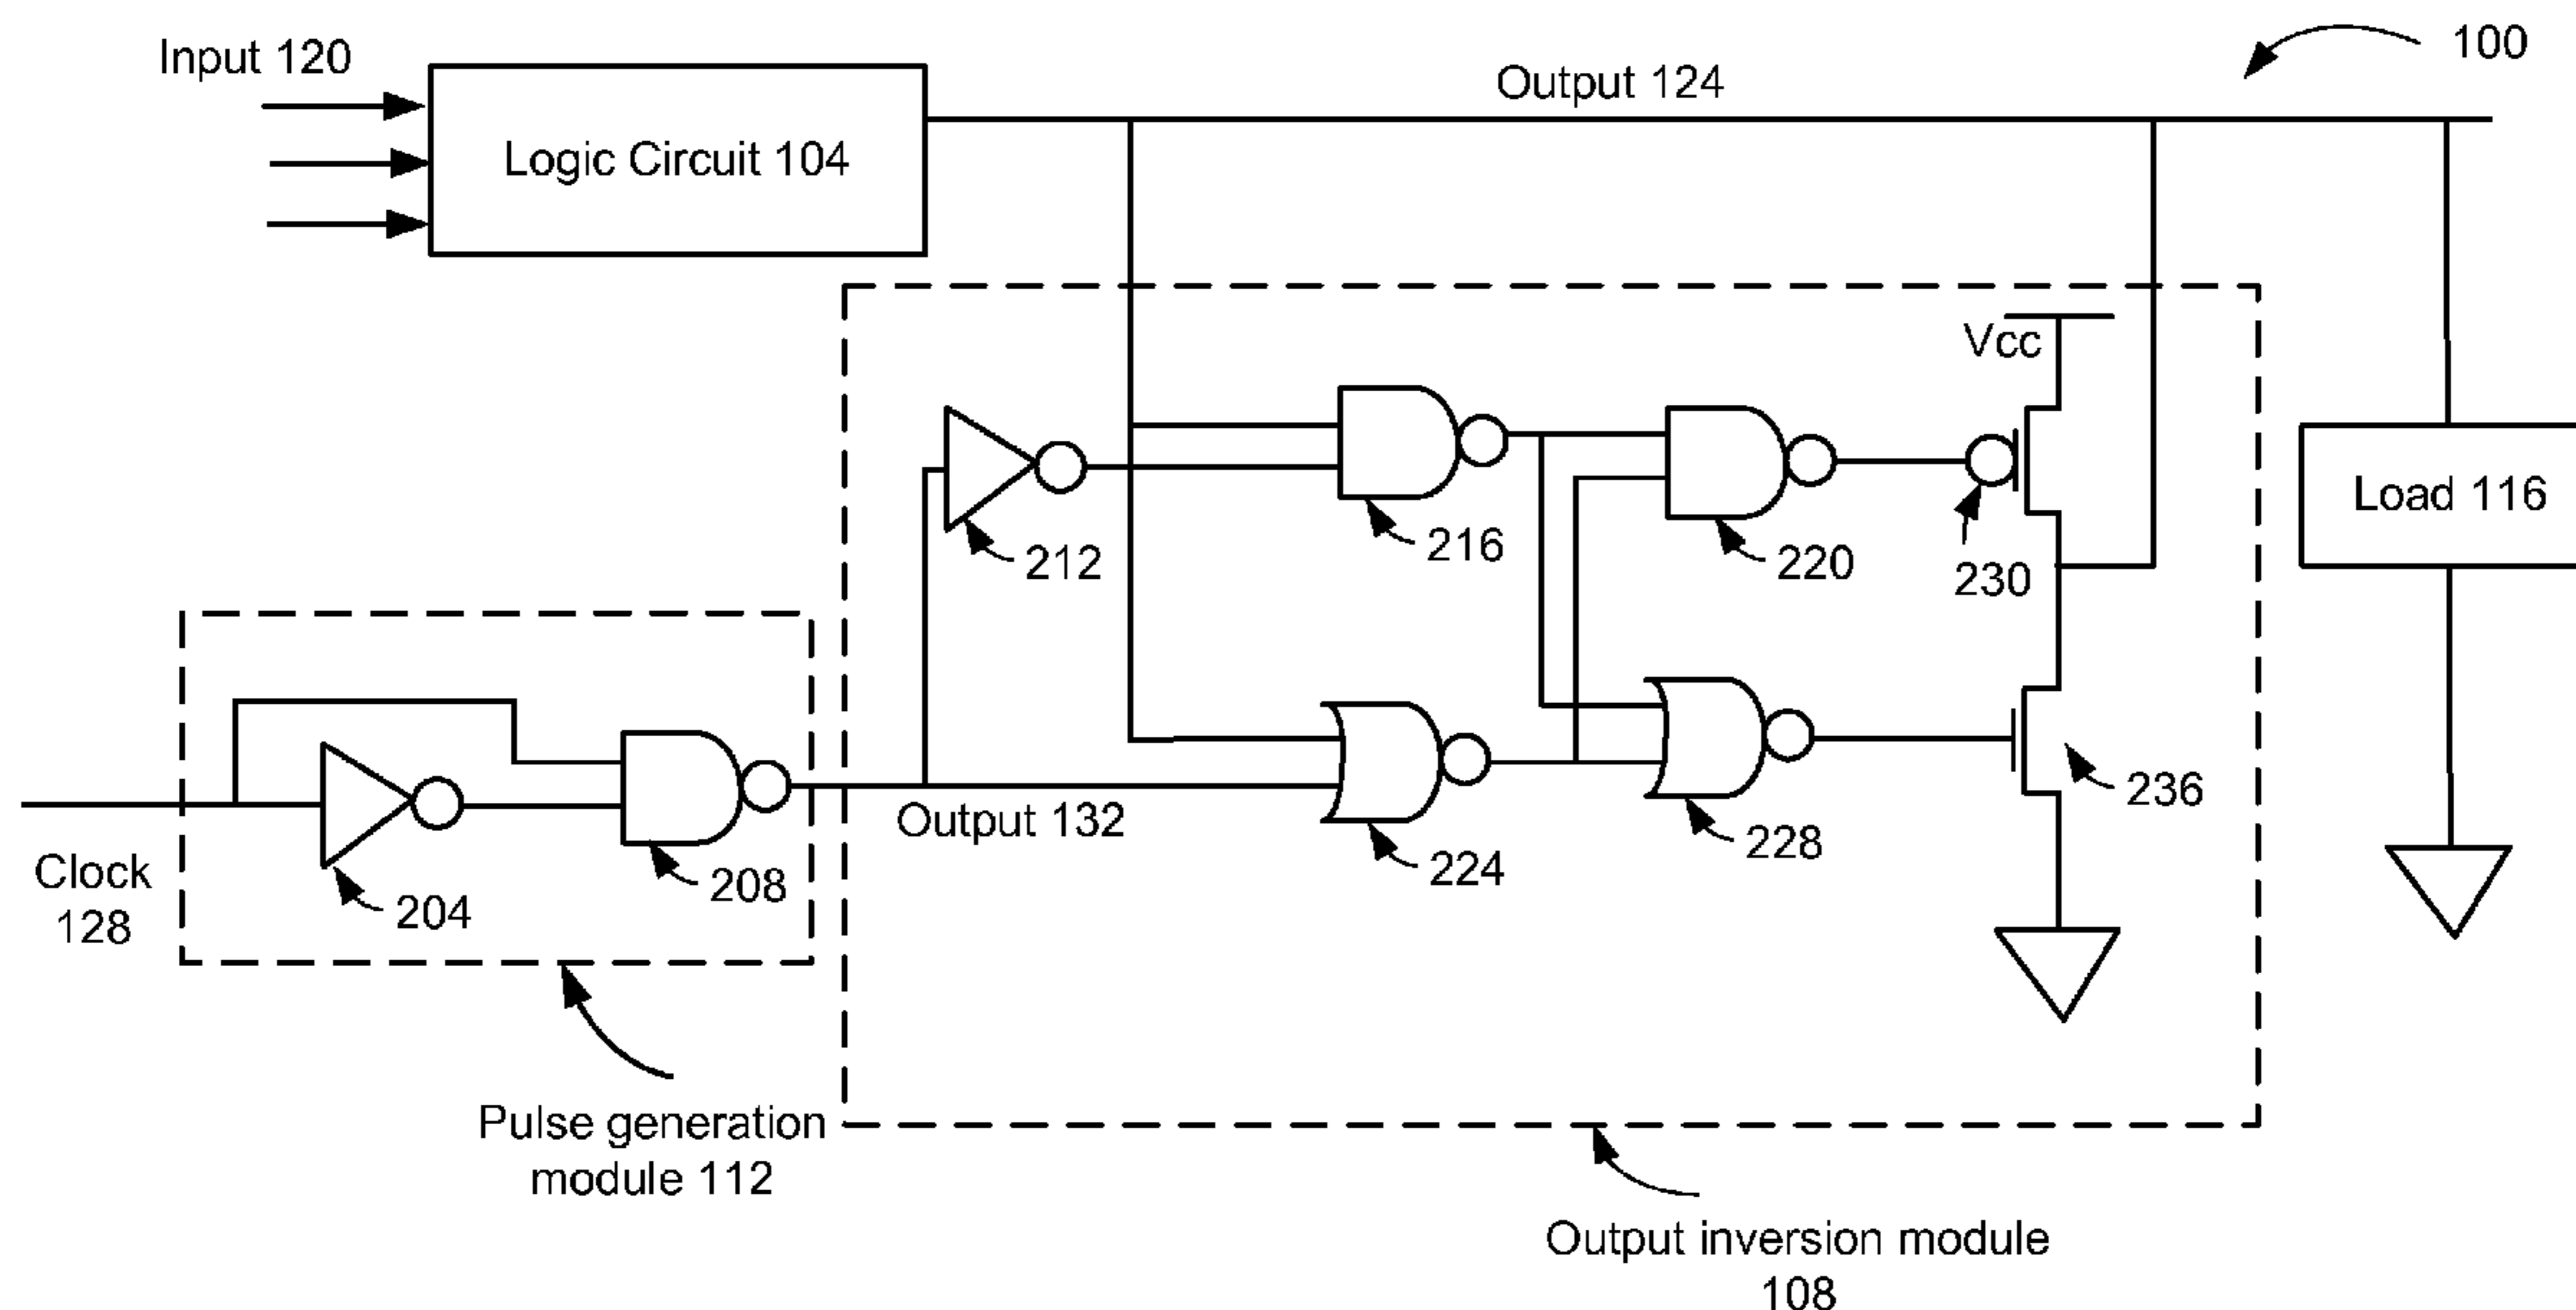 Input 120
Logic Circuit 104
Output 124
100
Vcc
212
216
220
230
Load 116
Clock
128
204
208
Output 132
224
228
236
Pulse generation
module 112
Output inversion module
108